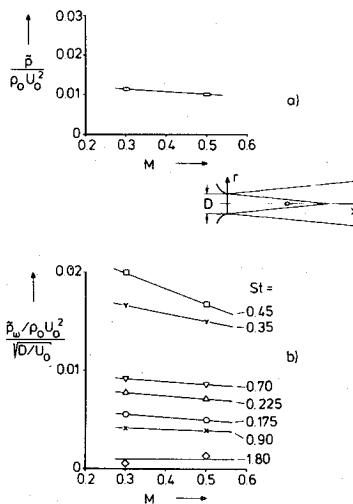 0.03
p̃
ρ₀U₀²
0.02
0.01
a)
0
0.2 0.3 0.4 0.5 0.6
M
r
D
x
0.02
St =
0.45
0.35
p̃ω/ρ₀U₀²
√D/U₀
b)
0.01
0.70
0.225
0.175
0.90
1.80
0
0.2 0.3 0.4 0.5 0.6
M